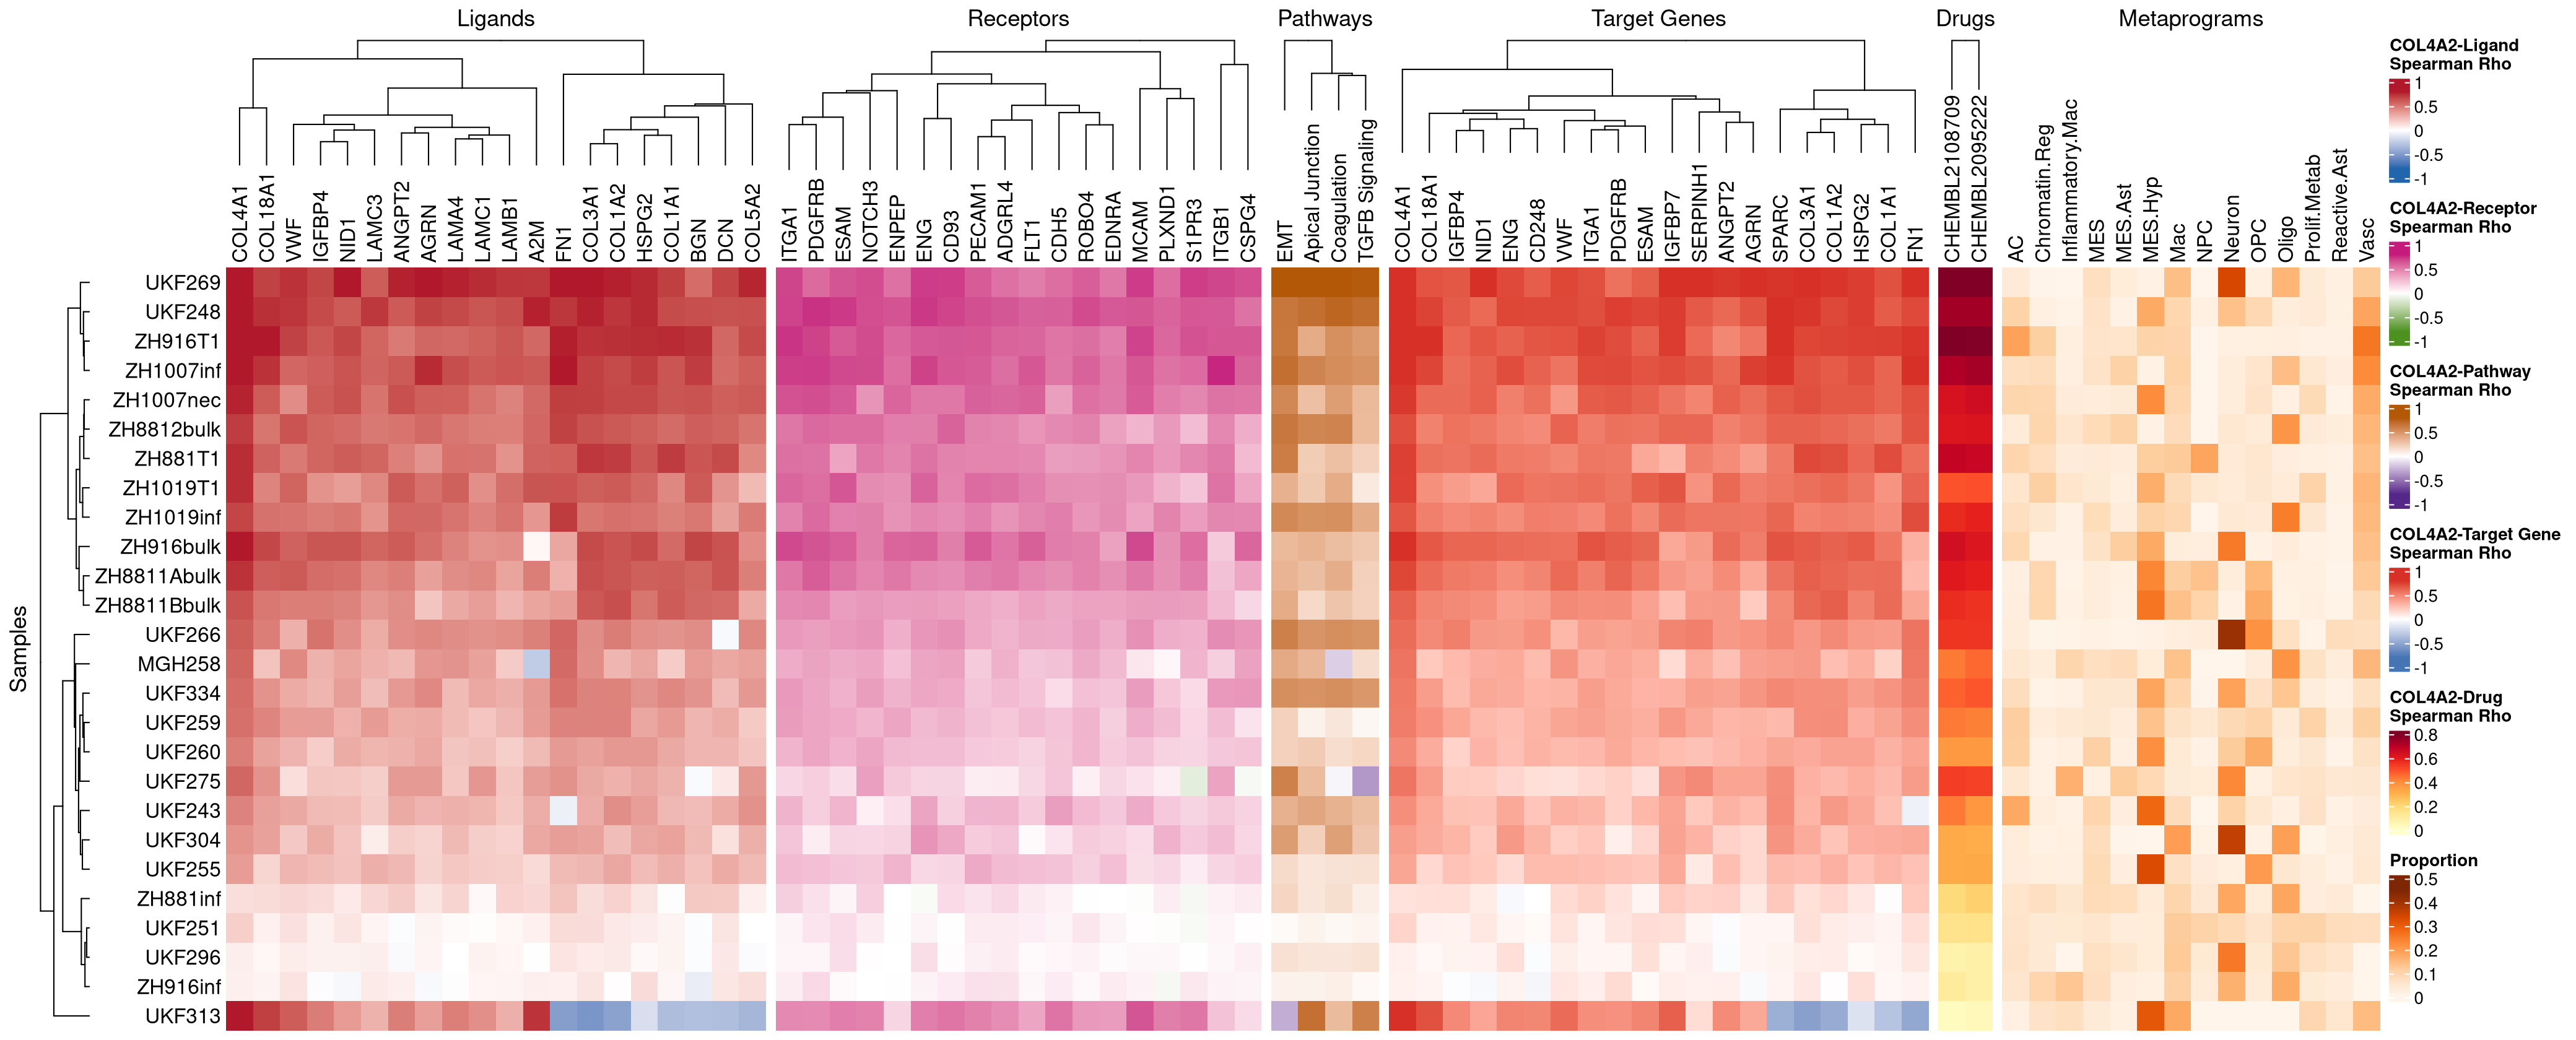 Ligands
Receptors
Pathways
Target Genes
Drugs
Metaprograms
COL4A1
COL18A1
VWF
IGFBP4
NID1
LAMC3
ANGPT2
AGRN
LAMA4
LAMC1
LAMB1
A2M
FN1
COL3A1
COL1A2
HSPG2
COL1A1
BGN
DCN
COL5A2
ITGA1
PDGFRB
ESAM
NOTCH3
ENPEP
ENG
CD93
PECAM1
ADGRL4
FLT1
CDH5
ROBO4
EDNRA
MCAM
PLXND1
S1PR3
ITGB1
CSPG4
EMT
Apical Junction
Coagulation
TGFB Signaling
COL4A1
COL18A1
IGFBP4
NID1
ENG
CD248
VWF
ITGA1
PDGFRB
ESAM
IGFBP7
SERPINH1
ANGPT2
AGRN
SPARC
COL3A1
COL1A2
HSPG2
COL1A1
FN1
CHEMBL2108709
CHEMBL2095222
AC
Chromatin.Reg
Inflammatory.Mac
MES
MES.Ast
MES.Hyp
Mac
NPC
Neuron
OPC
Oligo
Prolif.Metab
Reactive.Ast
Vasc
Samples
UKF269
UKF248
ZH916T1
ZH1007inf
ZH1007nec
ZH8812bulk
ZH881T1
ZH1019T1
ZH1019inf
ZH916bulk
ZH8811Abulk
ZH8811Bbulk
UKF266
MGH258
UKF334
UKF259
UKF260
UKF275
UKF243
UKF304
UKF255
ZH881inf
UKF251
UKF296
ZH916inf
UKF313
COL4A2-Ligand
Spearman Rho
1
0.5
0
-0.5
-1
COL4A2-Receptor
Spearman Rho
1
0.5
0
-0.5
-1
COL4A2-Pathway
Spearman Rho
1
0.5
0
-0.5
-1
COL4A2-Target Gene
Spearman Rho
1
0.5
0
-0.5
-1
COL4A2-Drug
Spearman Rho
0.8
0.6
0.4
0.2
0
Proportion
0.5
0.4
0.3
0.2
0.1
0